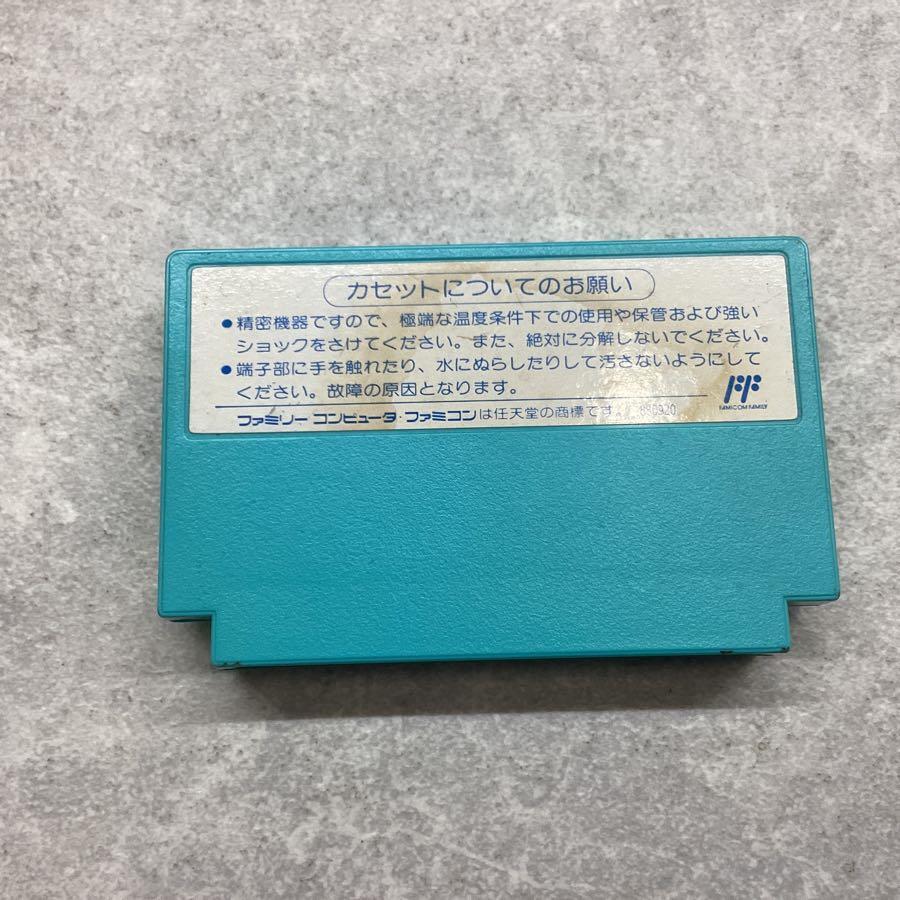 カセットについてのお願い
●精密機器ですので、極端な温度条件下での使用や保管および強い
ショックをさけてください。また、絶対に分解しないでください。
●端子部に手を触れたり、水にぬらしたりして汚さないようにして
ください。故障の原因となります。
FAMICOM FAMILY
ファミリー コンピュータ・ファミコンは任天堂の商標です。